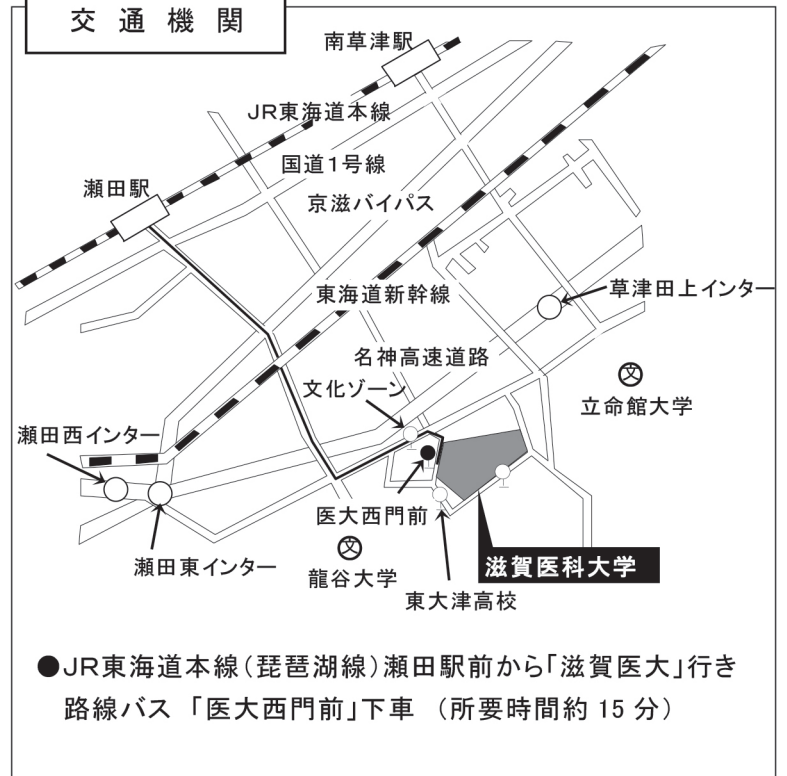 交通機関
南草津駅
JR東海道本線
国道1号線
瀬田駅
京滋バイパス
東海道新幹線
草津田上インター
名神高速道路
文化ゾーン
文
立命館大学
瀬田西インター
医大西門前
文
瀬田東インター
龍谷大学
滋賀医科大学
東大津高校
●JR東海道本線(琵琶湖線)瀬田駅前から｢滋賀医大｣行き
路線バス ｢医大西門前｣下車 (所要時間約 15 分)